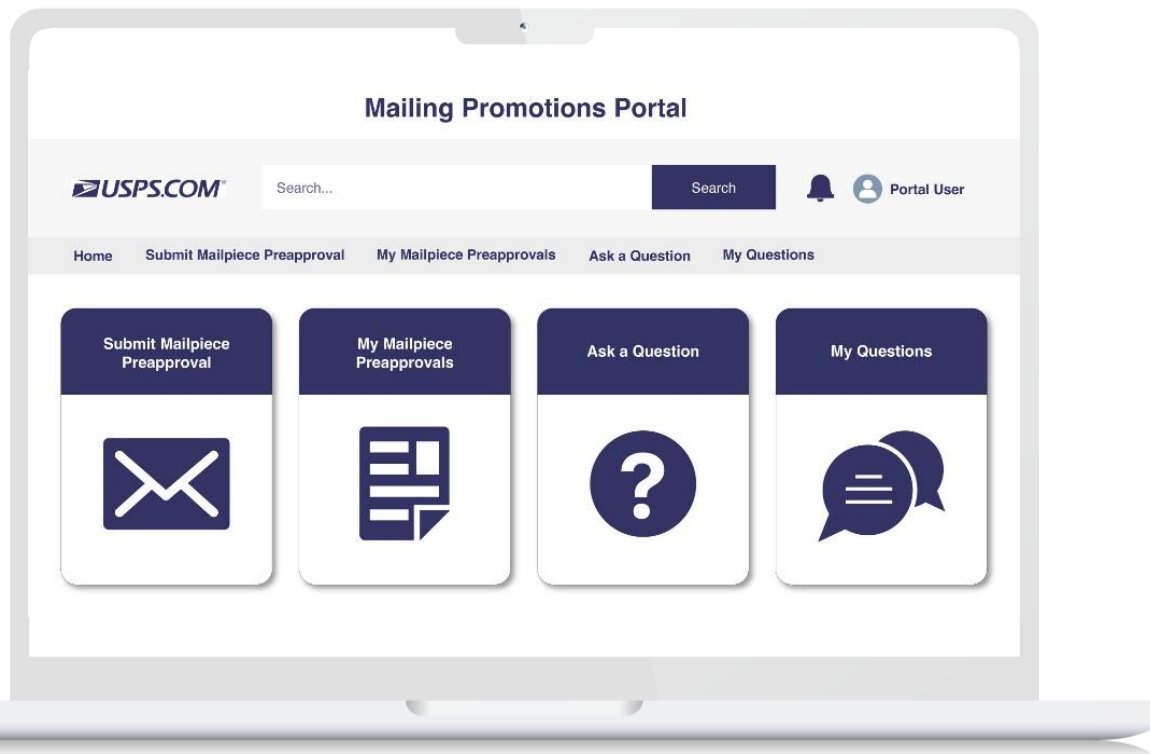 Mailing Promotions Portal
USPS.COM®
Search...
Search
Portal User
Home
Submit Mailpiece Preapproval
My Mailpiece Preapprovals
Ask a Question
My Questions
Submit Mailpiece
Preapproval
My Mailpiece
Preapprovals
Ask a Question
My Questions
?